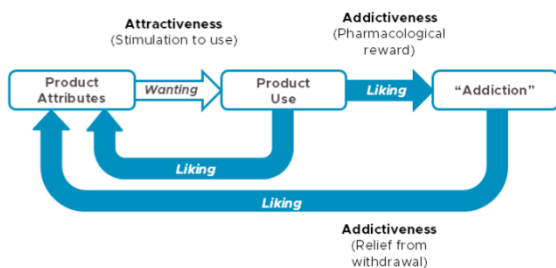 Attractiveness
(Stimulation to use)
Addictiveness
(Pharmacological
reward)
Product
Attributes
Wanting
Product
Use
Liking
“Addiction”
Liking
Liking
Addictiveness
(Relief from
withdrawal)